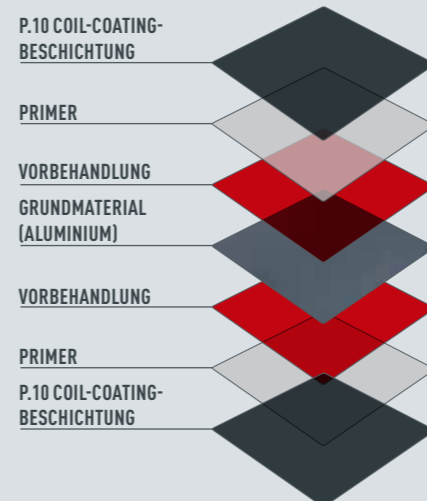 P.10 COIL-COATING-
BESCHICHTUNG
PRIMER
VORBEHANDLUNG
GRUNDMATERIAL
(ALUMINIUM)
VORBEHANDLUNG
PRIMER
P.10 COIL-COATING-
BESCHICHTUNG